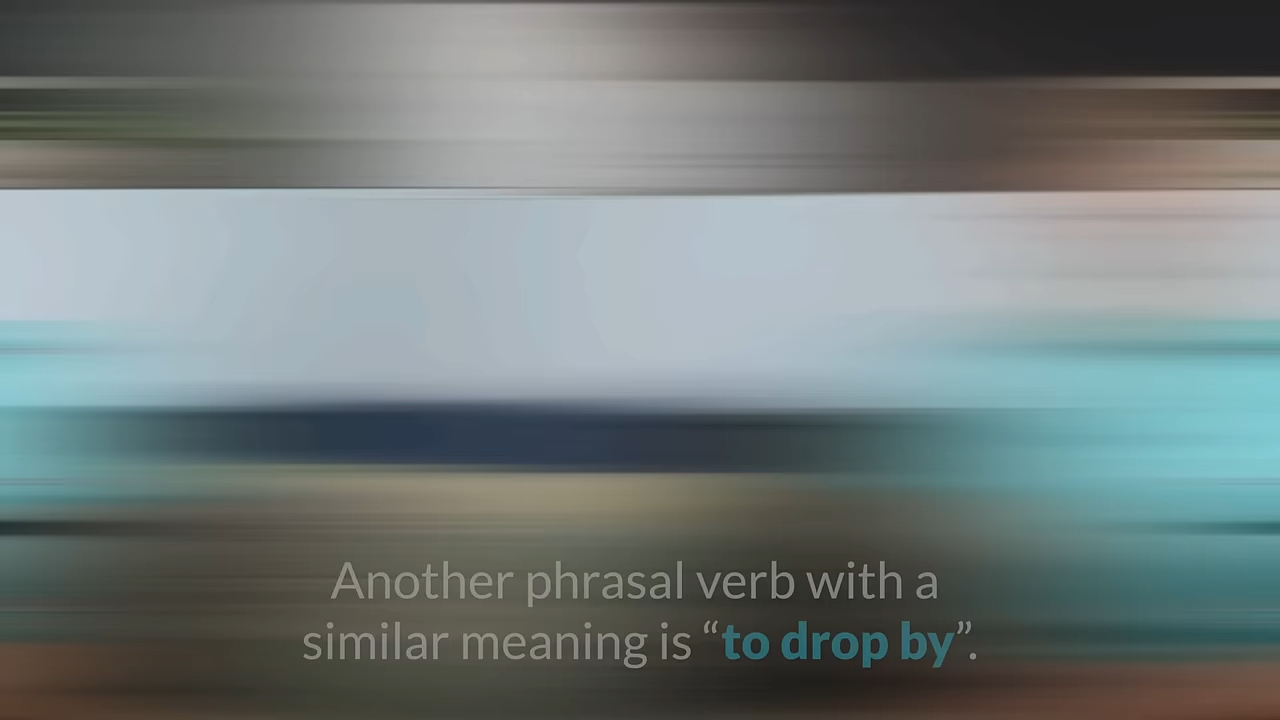 Another phrasal verb with a
similar meaning is “to drop by”.